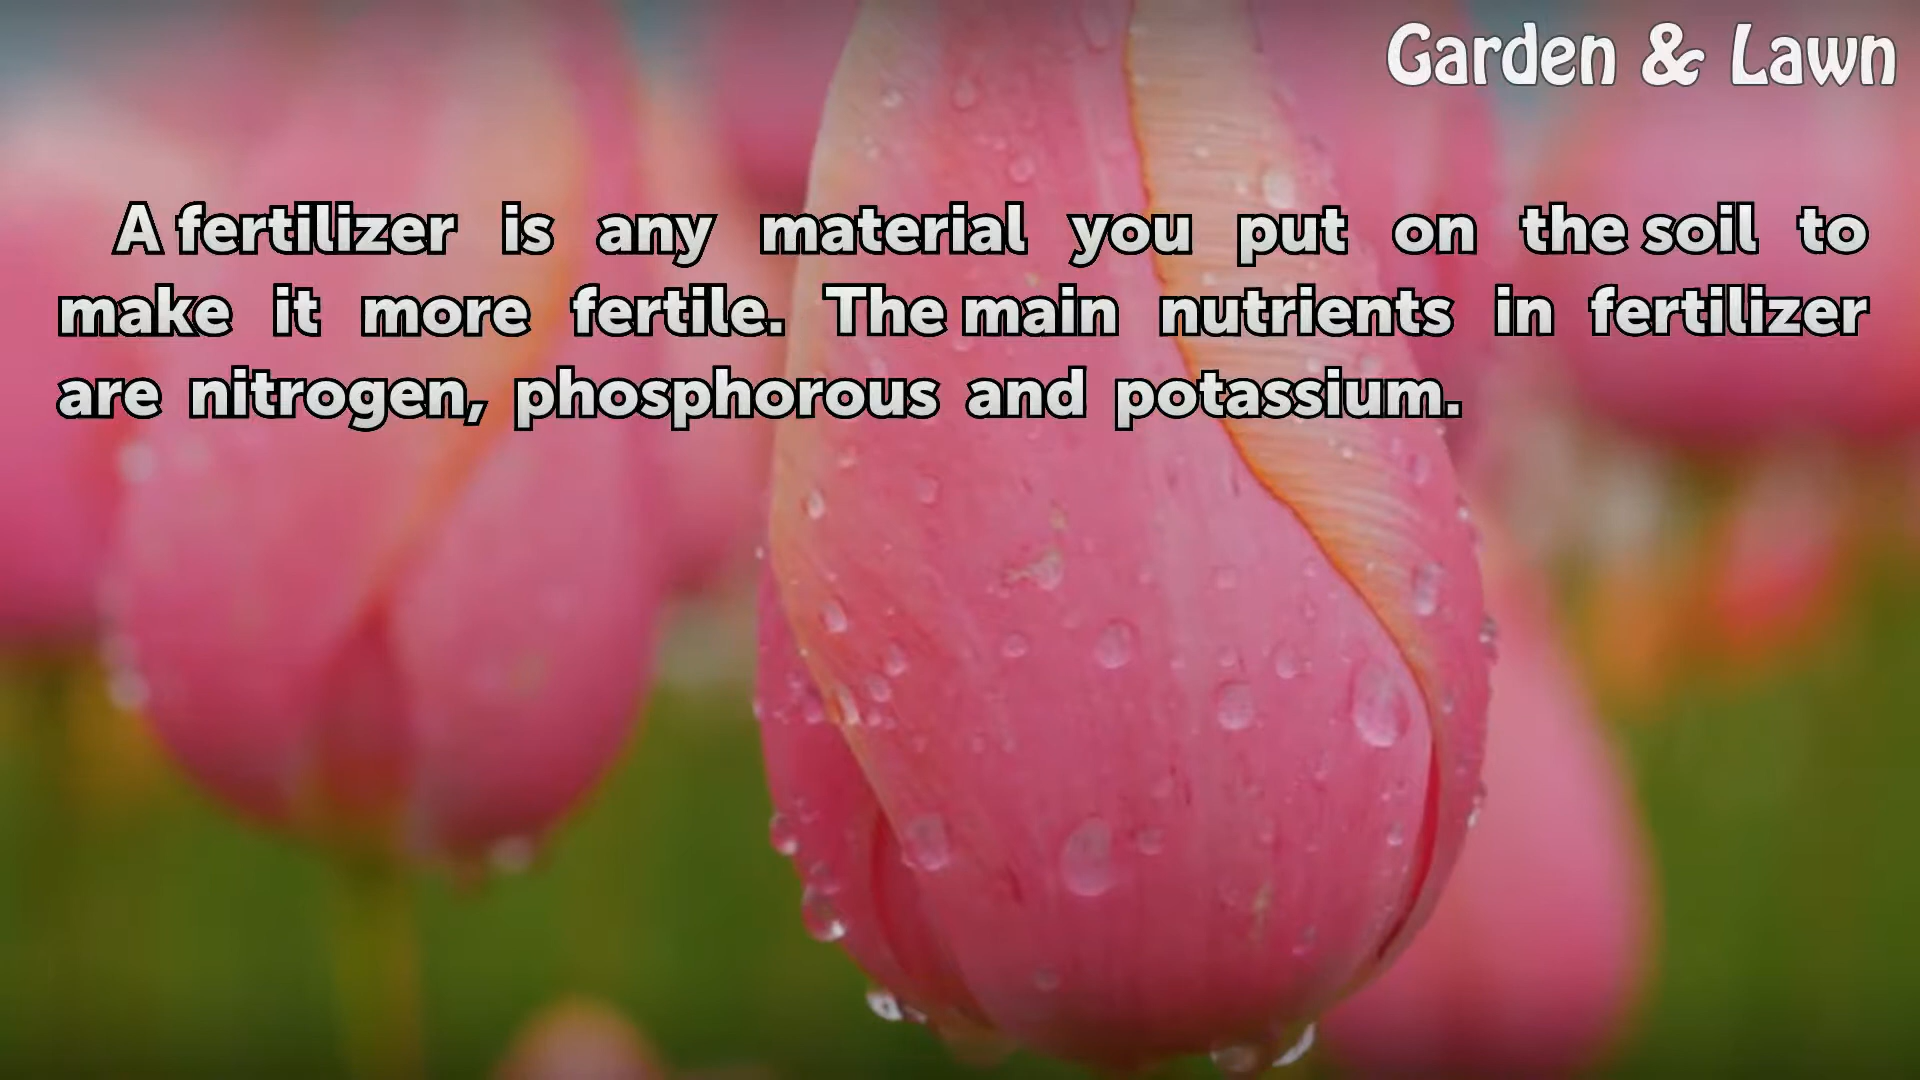 Garden & Lawn
A fertilizer is any material you put on the soil to
make it more fertile. The main nutrients in fertilizer
are nitrogen, phosphorous and potassium.